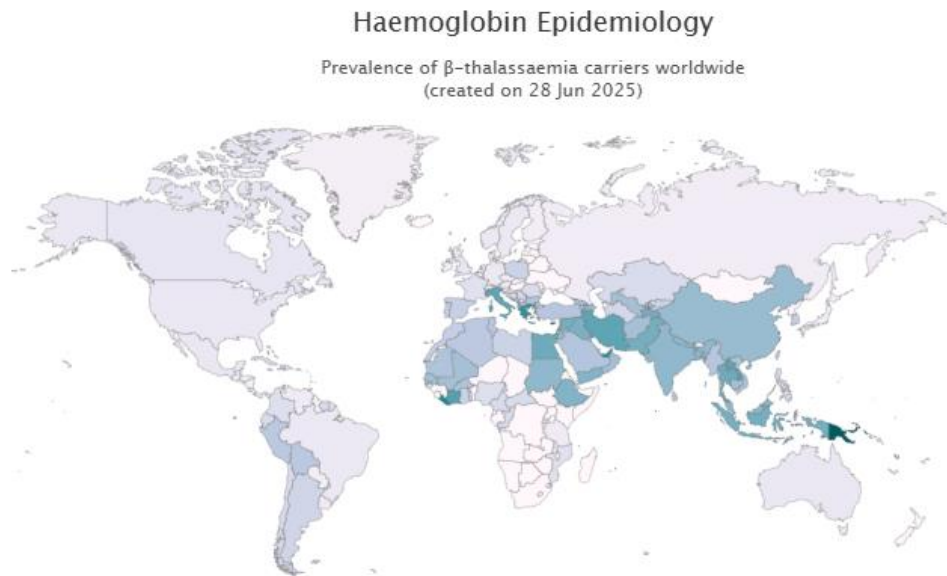 Haemoglobin Epidemiology
Prevalence of β-thalassaemia carriers worldwide
(created on 28 Jun 2025)